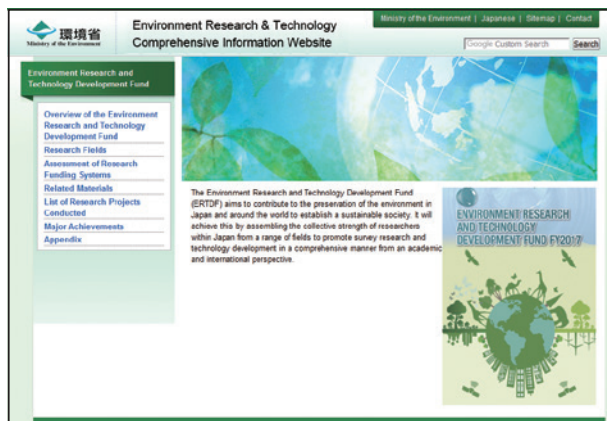 環境省
Ministry of the Environment
Environment Research & Technology
Comprehensive Information Website
Ministry of the Environment | Japanese | Sitemap | Contact
Google Custom Search
Search
Environment Research and
Technology Development Fund
Overview of the Environment
Research and Technology
Development Fund
Research Fields
Assessment of Research
Funding Systems
Related Materials
List of Research Projects
Conducted
Major Achievements
Appendix
The Environment Research and Technology Development Fund
(ERTDF) aims to contribute to the preservation of the environment in
Japan and around the world to establish a sustainable society. It will
achieve this by assembling the collective strength of researchers
within Japan from a range of fields to promote survey research and
technology development in a comprehensive manner from an academic
and international perspective.
ENVIRONMENT RESEARCH
AND TECHNOLOGY
DEVELOPMENT FUND FY2017